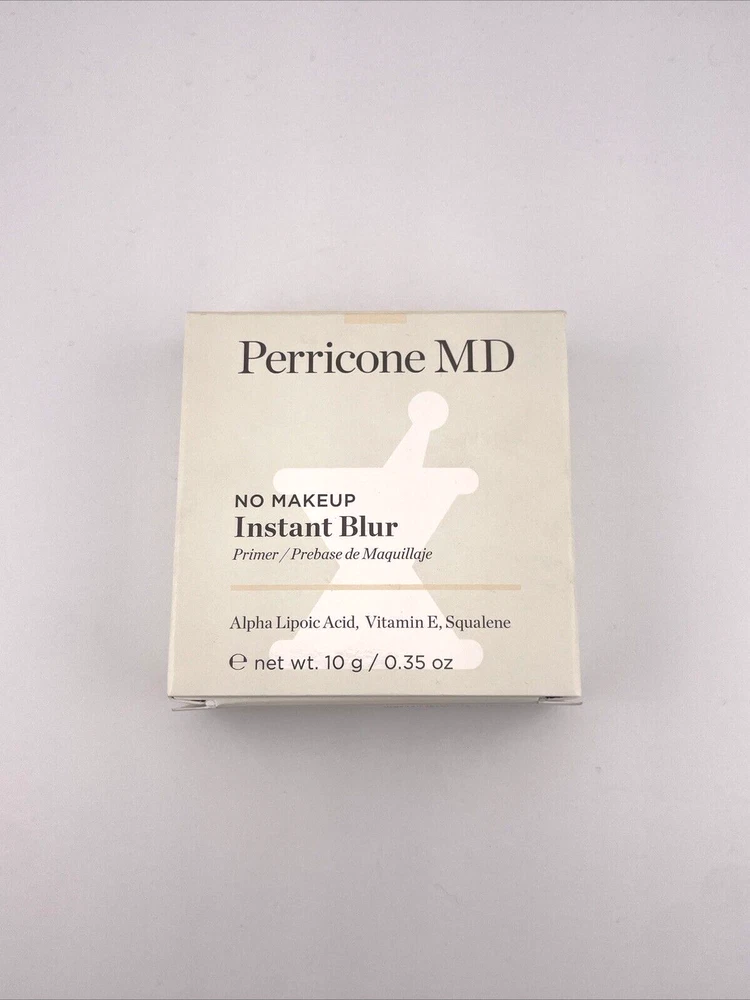 Perricone MD
NO MAKEUP
Instant Blur
Primer / Prebase de Maquillaje
Alpha Lipoic Acid, Vitamin E, Squalene
℮ net wt. 10 g / 0.35 oz